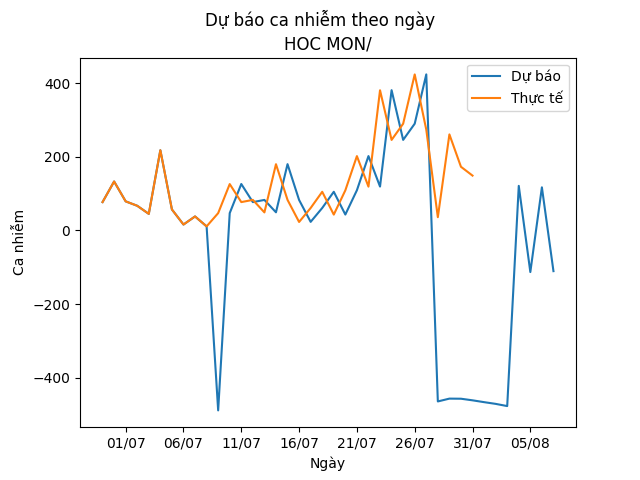 Dự báo ca nhiễm theo ngày
HOC MON/
Dự báo
Thực tế
Ca nhiễm
400
200
0
−200
−400
01/07 06/07 11/07 16/07 21/07 26/07 31/07 05/08
Ngày